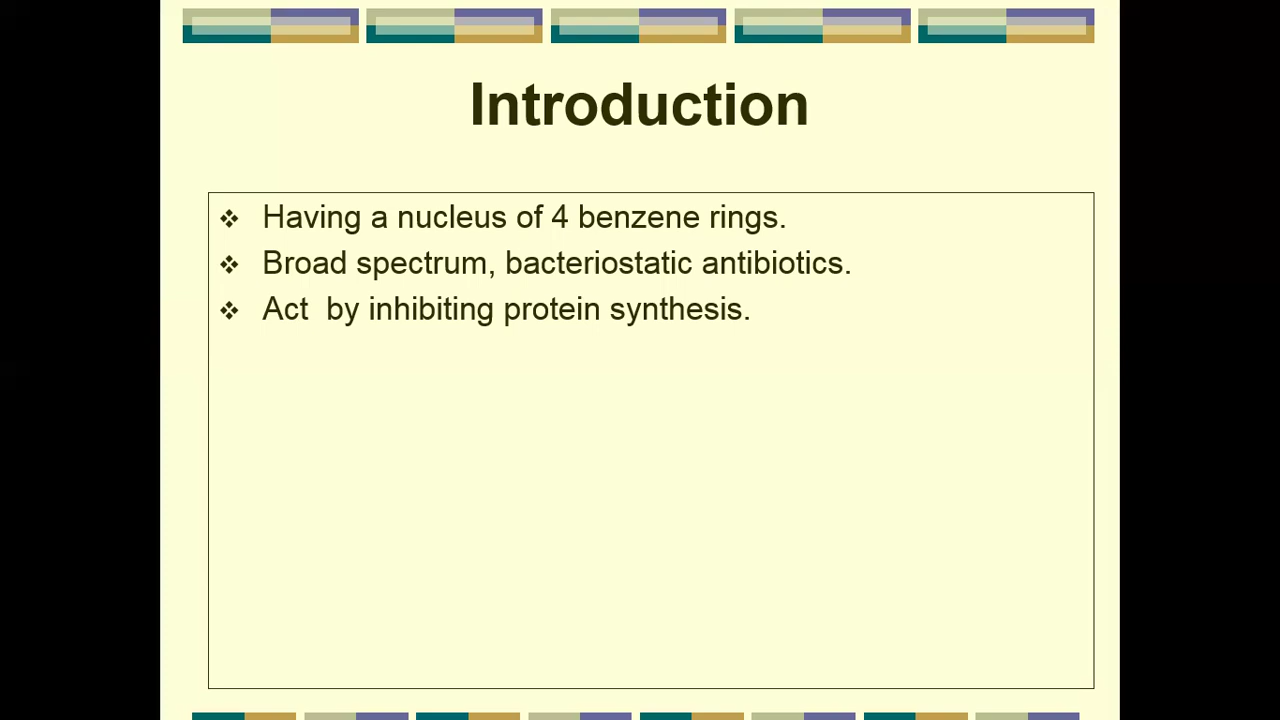 Introduction
❖ Having a nucleus of 4 benzene rings.
❖ Broad spectrum, bacteriostatic antibiotics.
❖ Act  by inhibiting protein synthesis.